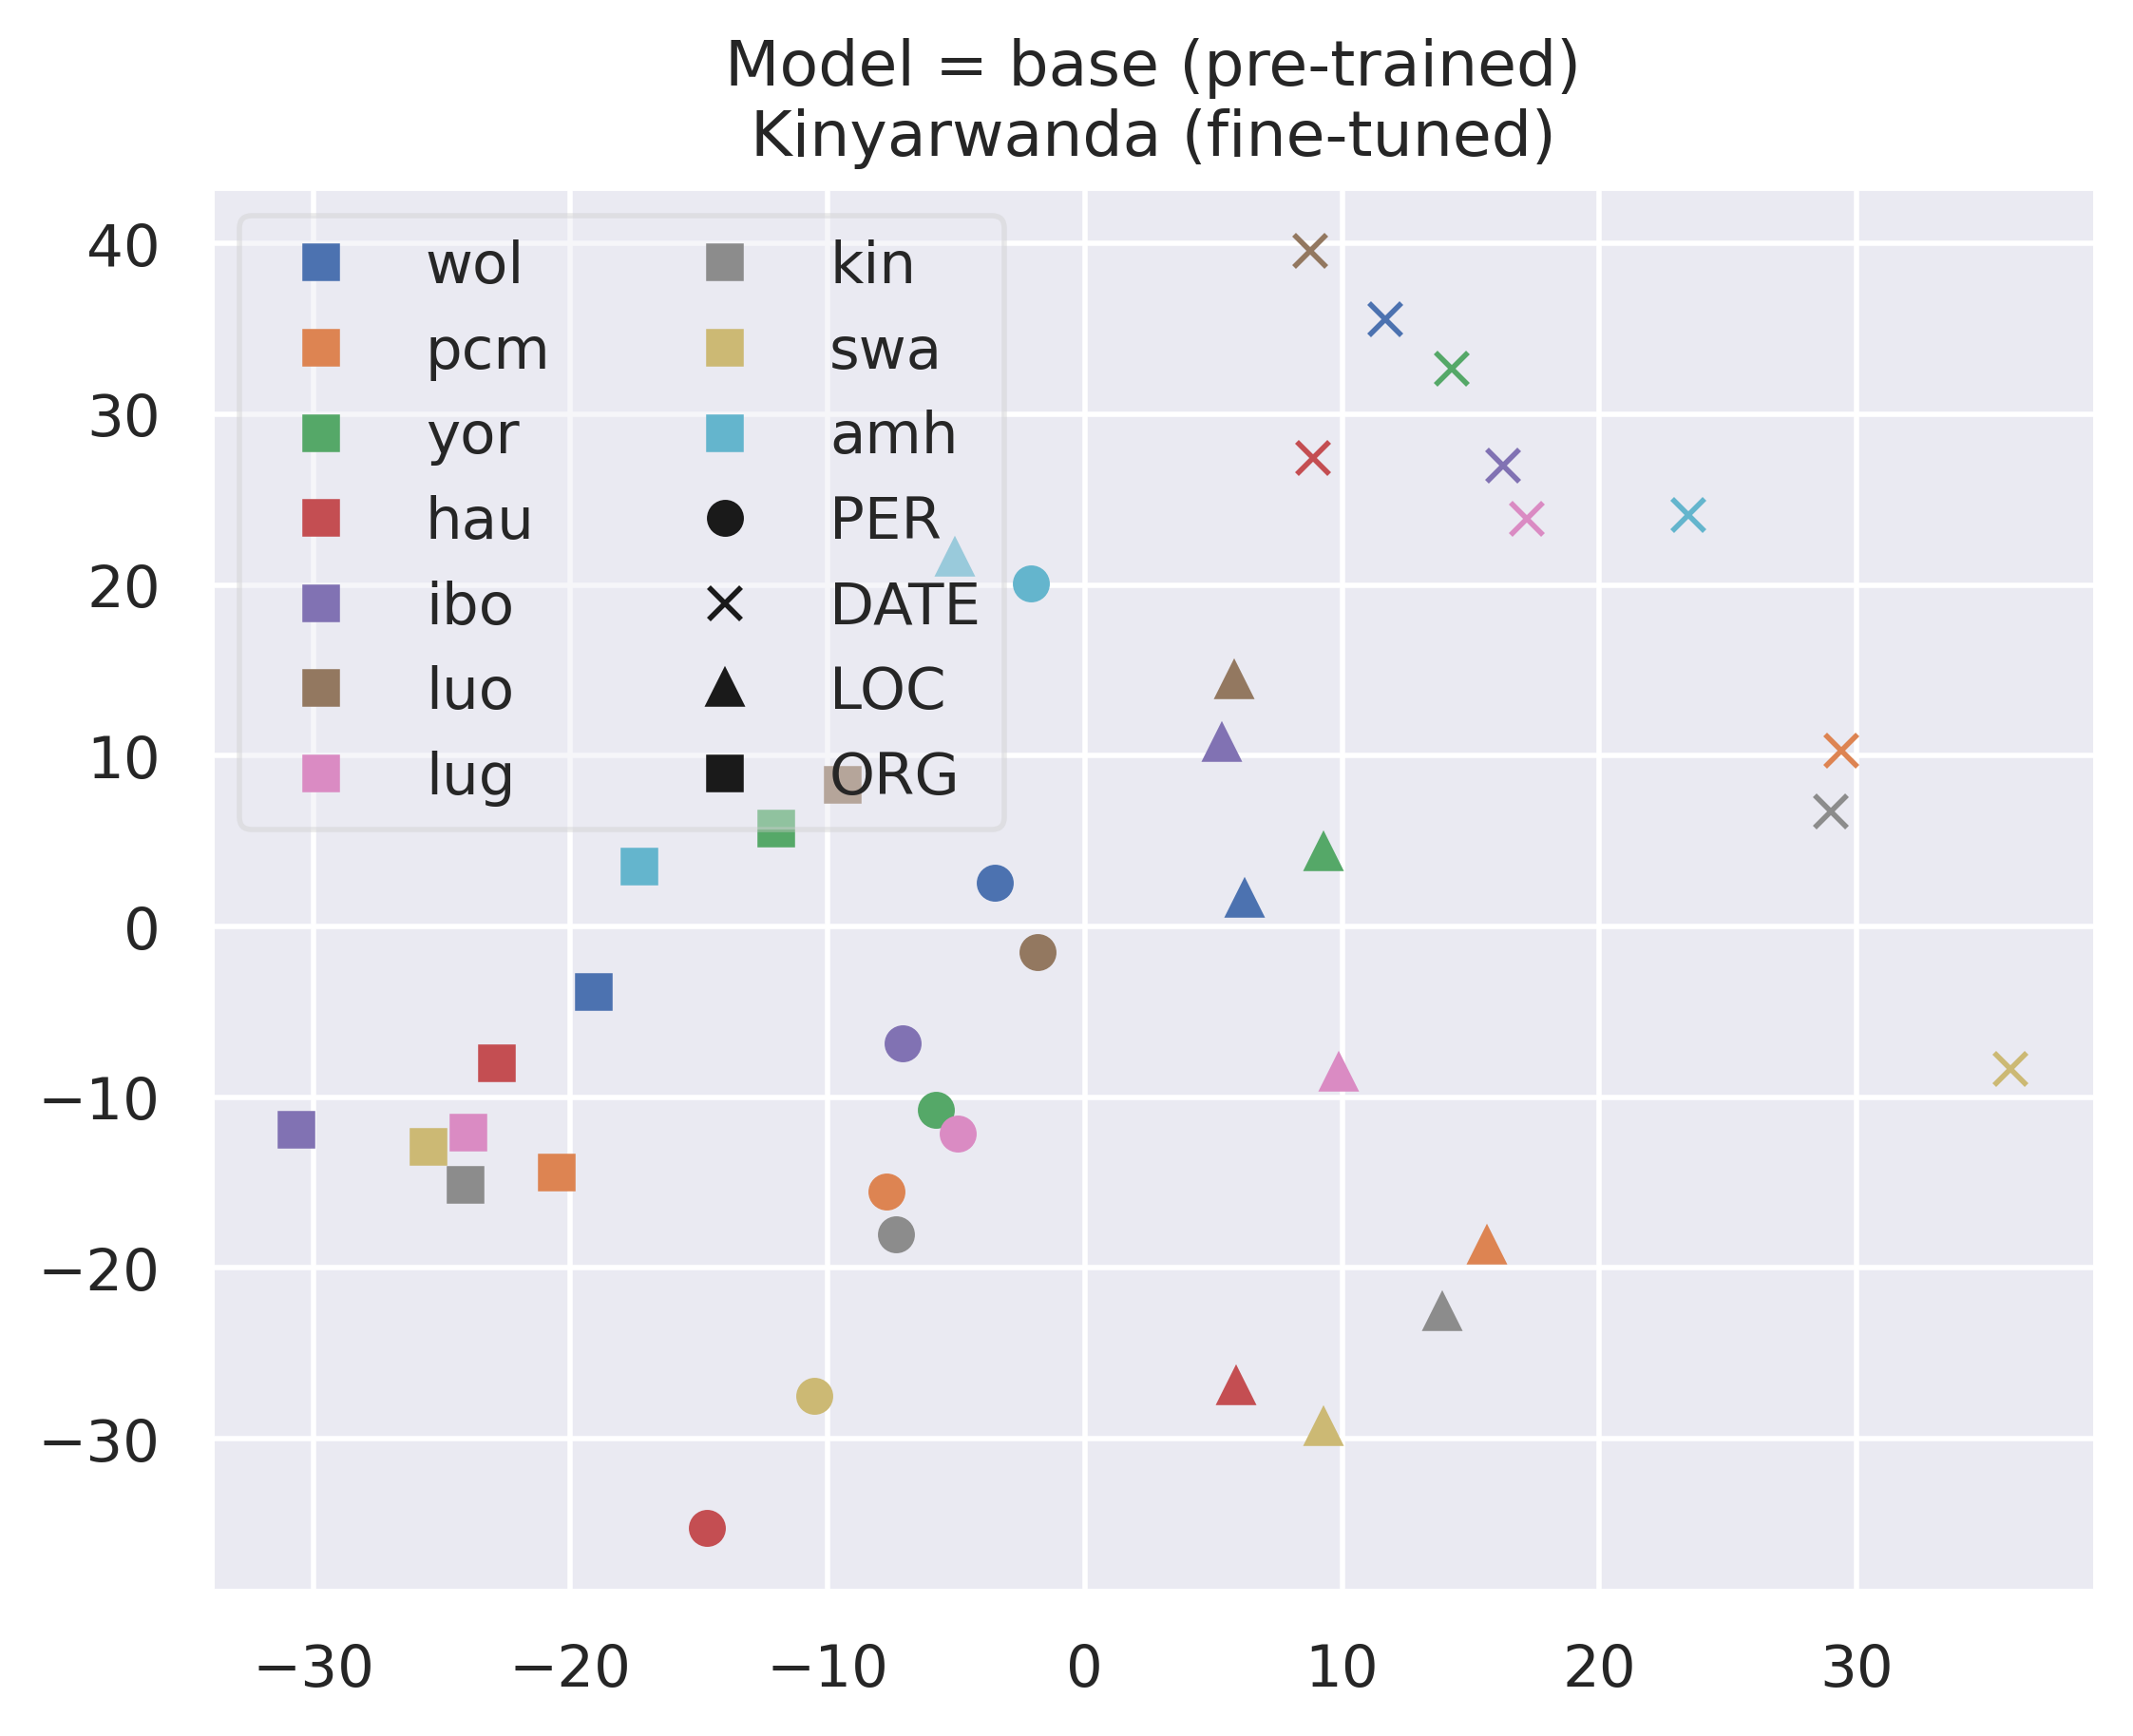 Model = base (pre-trained)
Kinyarwanda (fine-tuned)
wol
pcm
yor
hau
ibo
luo
lug
kin
swa
amh
PER
DATE
LOC
ORG
40
30
20
10
0
−10
−20
−30
−30
−20
−10
0
10
20
30